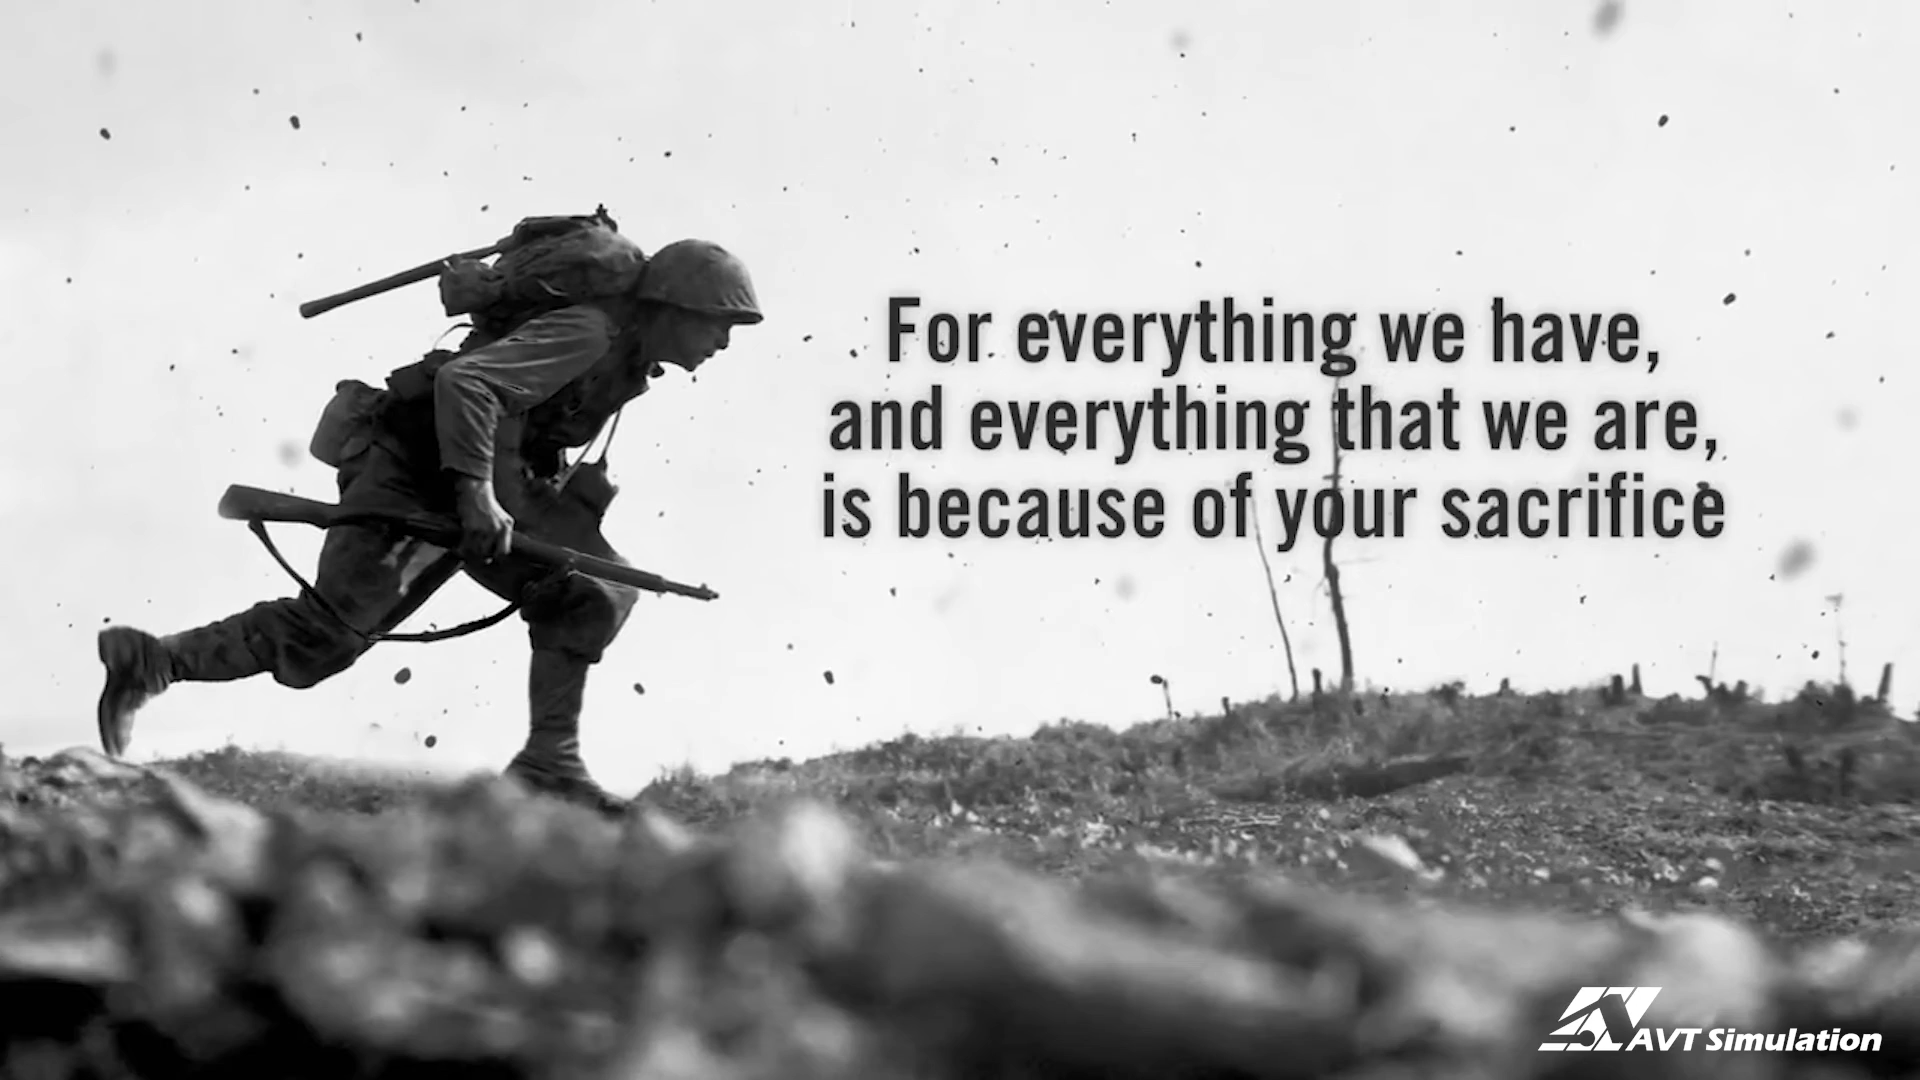 For everything we have,
and everything that we are,
is because of your sacrifice
AVT Simulation